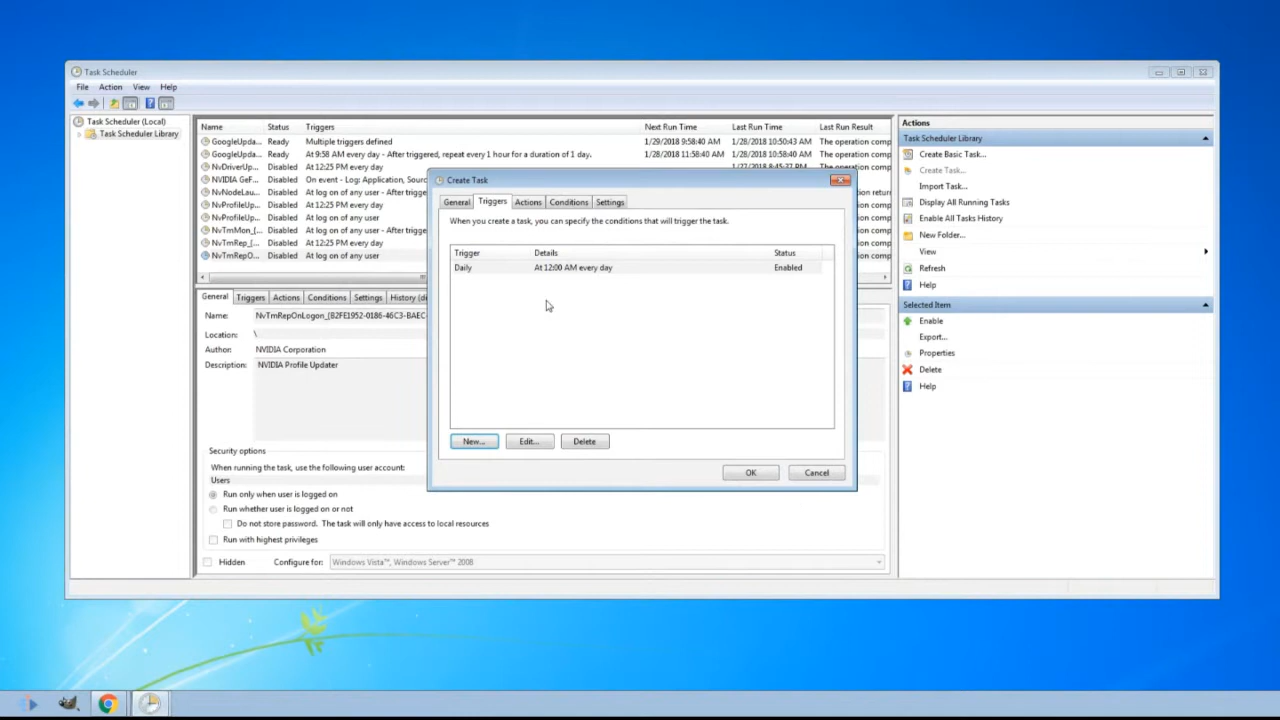 Task Scheduler
File Action View Help
Task Scheduler (Local)
Task Scheduler Library
Name Status Triggers Next Run Time Last Run Time Last Run Result
GoogleUpda... Ready Multiple triggers defined 1/29/2018 9:58:40 AM 1/28/2018 10:50:43 AM The operation comp
GoogleUpda... Ready At 9:58 AM every day - After triggered, repeat every 1 hour for a duration of 1 day. 1/28/2018 11:58:40 AM 1/28/2018 10:58:40 AM The operation comp
NvDriverUp... Disabled At 12:25 PM every day
NVIDIA GeF... Disabled On event - Log: Application, Sourc
NvNodeLau... Disabled At log on of any user
NvProfileUp... Disabled At 12:25 PM every day
NvProfileUp... Disabled At log on of any user
NvTmMon_{... Disabled At log on of any user
NvTmRep_{... Disabled At 12:25 PM every day
NvTmRepO... Disabled At log on of any user
General Triggers Actions Conditions Settings History (de
Name: NvTmRepOnLogon_{B2FE1952-0186-46C3-BAEC-
Location: \
Author: NVIDIA Corporation
Description: NVIDIA Profile Updater
Security options
When running the task, use the following user account:
Users
Run only when user is logged on
Run whether user is logged on or not
Do not store password. The task will only have access to local resources
Run with highest privileges
Hidden Configure for: Windows Vista™, Windows Server™ 2008
Create Task
General Triggers Actions Conditions Settings
When you create a task, you can specify the conditions that will trigger the task.
Trigger Details Status
Daily At 12:00 AM every day Enabled
New... Edit... Delete
OK Cancel
Actions
Task Scheduler Library
Create Basic Task...
Create Task...
Import Task...
Display All Running Tasks
Enable All Tasks History
New Folder...
View
Refresh
Help
Selected Item
Enable
Export...
Properties
Delete
Help